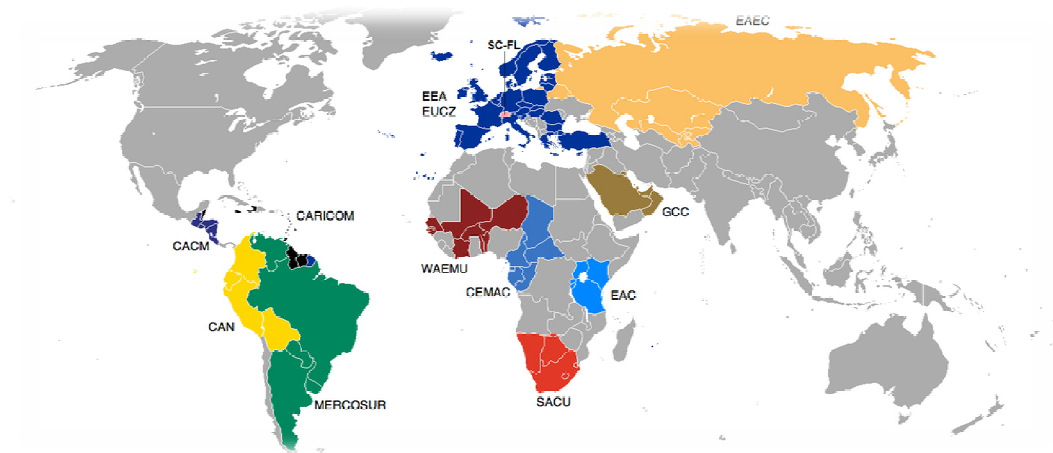 EAEC
SC-FL
EEA
EUCZ
CARICOM
GCC
CACM
WAEMU
CEMAC
EAC
CAN
SACU
MERCOSUR